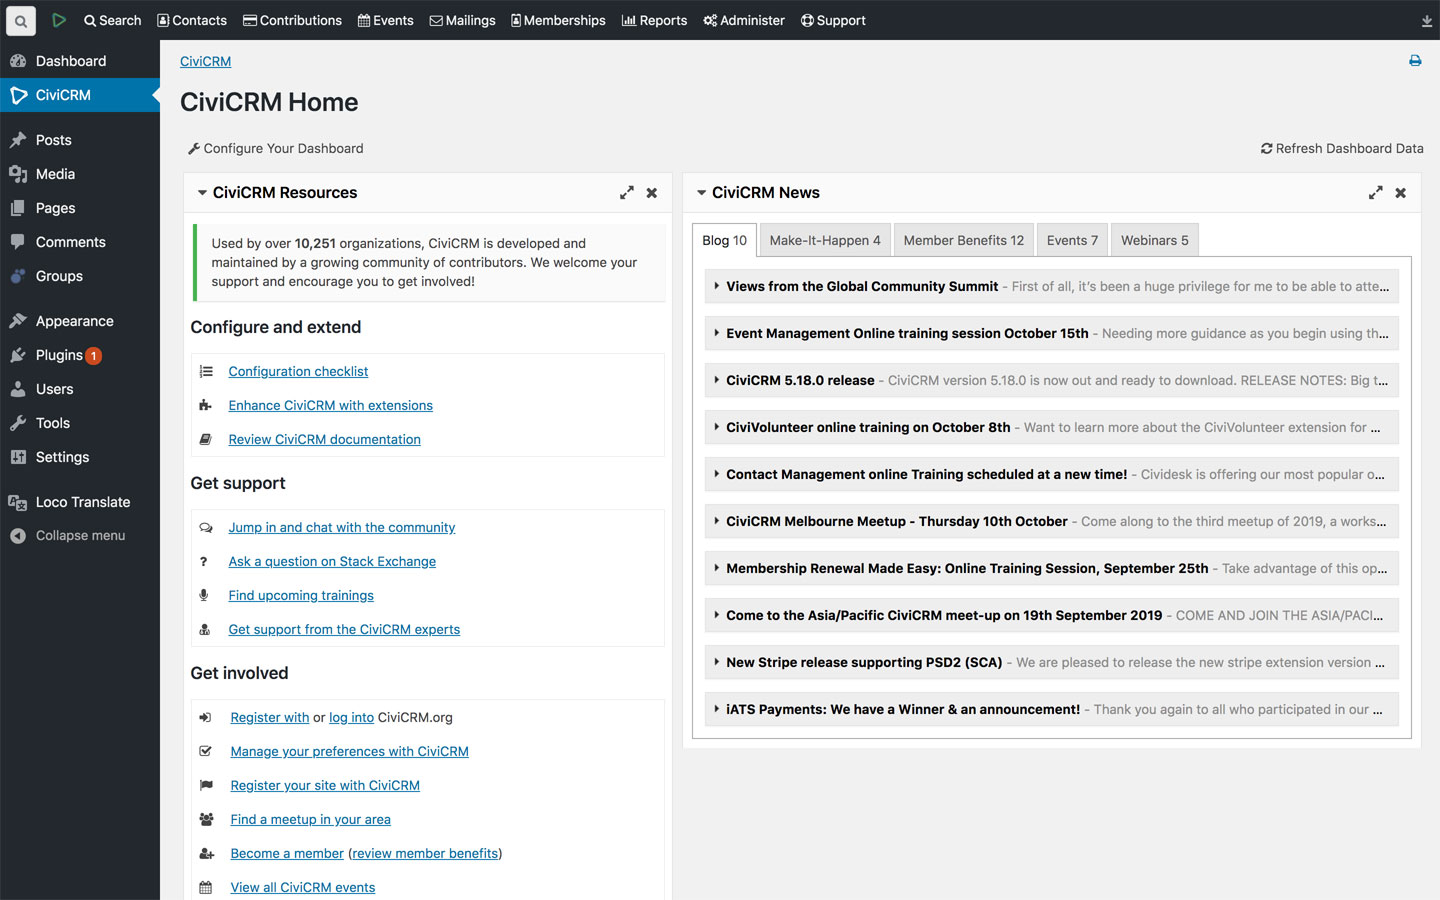 Search Contacts Contributions Events Mailings Memberships Reports Administer Support
Dashboard
CiviCRM
Posts
Media
Pages
Comments
Groups
Appearance
Plugins 1
Users
Tools
Settings
Loco Translate
Collapse menu
CiviCRM
CiviCRM Home
Configure Your Dashboard
Refresh Dashboard Data
CiviCRM Resources
Used by over 10,251 organizations, CiviCRM is developed and
maintained by a growing community of contributors. We welcome your
support and encourage you to get involved!
Configure and extend
Configuration checklist
Enhance CiviCRM with extensions
Review CiviCRM documentation
Get support
Jump in and chat with the community
Ask a question on Stack Exchange
Find upcoming trainings
Get support from the CiviCRM experts
Get involved
Register with or log into CiviCRM.org
Manage your preferences with CiviCRM
Register your site with CiviCRM
Find a meetup in your area
Become a member (review member benefits)
View all CiviCRM events
CiviCRM News
Blog 10 Make-It-Happen 4 Member Benefits 12 Events 7 Webinars 5
Views from the Global Community Summit - First of all, it's been a huge privilege for me to be able to atte...
Event Management Online training session October 15th - Needing more guidance as you begin using th...
CiviCRM 5.18.0 release - CiviCRM version 5.18.0 is now out and ready to download. RELEASE NOTES: Big t...
CiviVolunteer online training on October 8th - Want to learn more about the CiviVolunteer extension for ...
Contact Management online Training scheduled at a new time! - Cividesk is offering our most popular o...
CiviCRM Melbourne Meetup - Thursday 10th October - Come along to the third meetup of 2019, a works...
Membership Renewal Made Easy: Online Training Session, September 25th - Take advantage of this op...
Come to the Asia/Pacific CiviCRM meet-up on 19th September 2019 - COME AND JOIN THE ASIA/PACI...
New Stripe release supporting PSD2 (SCA) - We are pleased to release the new stripe extension version ...
iATS Payments: We have a Winner & an announcement! - Thank you again to all who participated in our ...